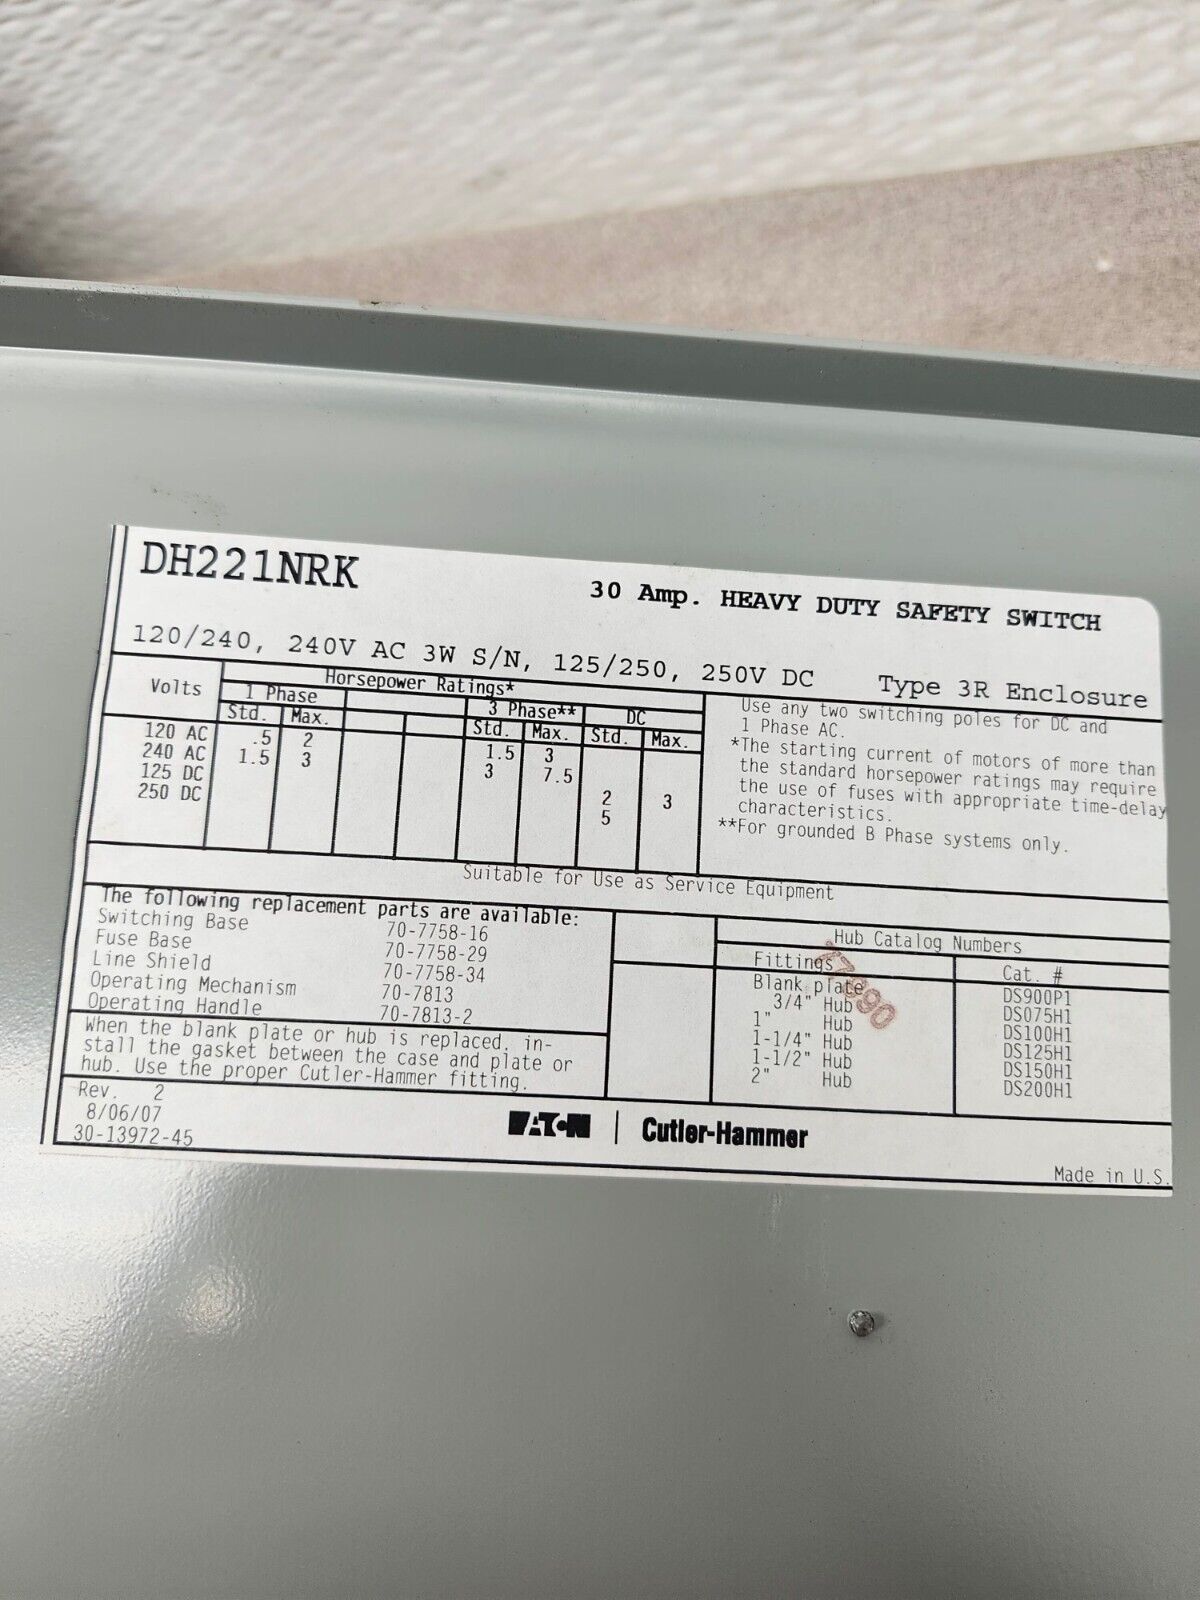 DH221NRK
30 Amp. HEAVY DUTY SAFETY SWITCH
120/240, 240V AC 3W S/N, 125/250, 250V DC
Type 3R Enclosure
Volts
Horsepower Ratings*
1 Phase
3 Phase**
DC
Std. Max. Std. Max. Std. Max.
120 AC .5 2 1.5 3
240 AC 1.5 3 3 7.5
125 DC 2
250 DC 5 3
Use any two switching poles for DC and
1 Phase AC.
*The starting current of motors of more than
the standard horsepower ratings may require
the use of fuses with appropriate time-delay
characteristics.
**For grounded B Phase systems only.
Suitable for Use as Service Equipment
The following replacement parts are available:
Switching Base 70-7758-16
Fuse Base 70-7758-29
Line Shield 70-7758-34
Operating Mechanism 70-7813
Operating Handle 70-7813-2
When the blank plate or hub is replaced, in-
stall the gasket between the case and plate or
hub. Use the proper Cutler-Hammer fitting.
Hub Catalog Numbers
Fittings Cat. #
Blank plate DS900P1
3/4" Hub DS075H1
1" Hub DS100H1
1-1/4" Hub DS125H1
1-1/2" Hub DS150H1
2" Hub DS200H1
Rev. 2
8/06/07
30-13972-45
EATON | Cutler-Hammer
Made in U.S.